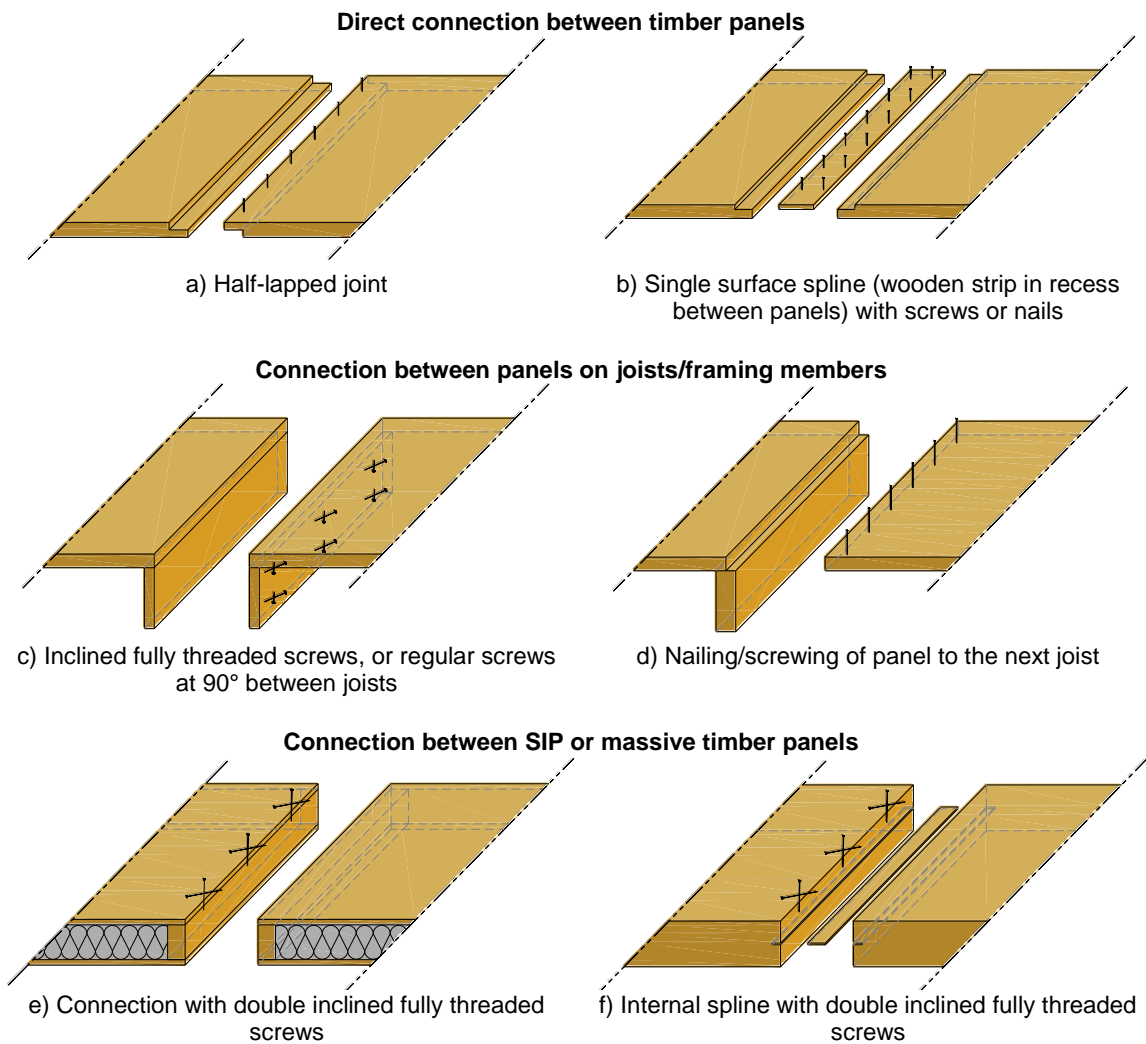 Direct connection between timber panels
a) Half-lapped joint
b) Single surface spline (wooden strip in recess
between panels) with screws or nails
Connection between panels on joists/framing members
c) Inclined fully threaded screws, or regular screws
at 90° between joists
d) Nailing/screwing of panel to the next joist
Connection between SIP or massive timber panels
e) Connection with double inclined fully threaded
screws
f) Internal spline with double inclined fully threaded
screws